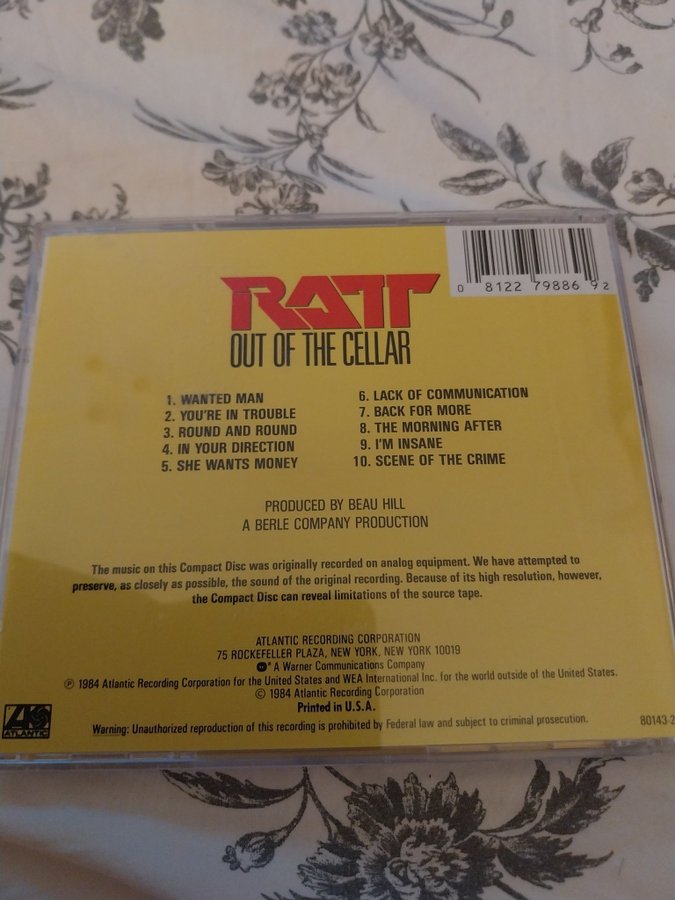 0 81227 98869 2
RATT
OUT OF THE CELLAR
1. WANTED MAN
2. YOU'RE IN TROUBLE
3. ROUND AND ROUND
4. IN YOUR DIRECTION
5. SHE WANTS MONEY
6. LACK OF COMMUNICATION
7. BACK FOR MORE
8. THE MORNING AFTER
9. I'M INSANE
10. SCENE OF THE CRIME
PRODUCED BY BEAU HILL
A BERLE COMPANY PRODUCTION
The music on this Compact Disc was originally recorded on analog equipment. We have attempted to
preserve, as closely as possible, the sound of the original recording. Because of its high resolution, however,
the Compact Disc can reveal limitations of the source tape.
ATLANTIC RECORDING CORPORATION
75 ROCKEFELLER PLAZA, NEW YORK, NEW YORK 10019
® A Warner Communications Company
℗ 1984 Atlantic Recording Corporation for the United States and WEA International Inc. for the world outside of the United States.
© 1984 Atlantic Recording Corporation
Printed in U.S.A.
ATLANTIC
Warning: Unauthorized reproduction of this recording is prohibited by Federal law and subject to criminal prosecution.
80143-2